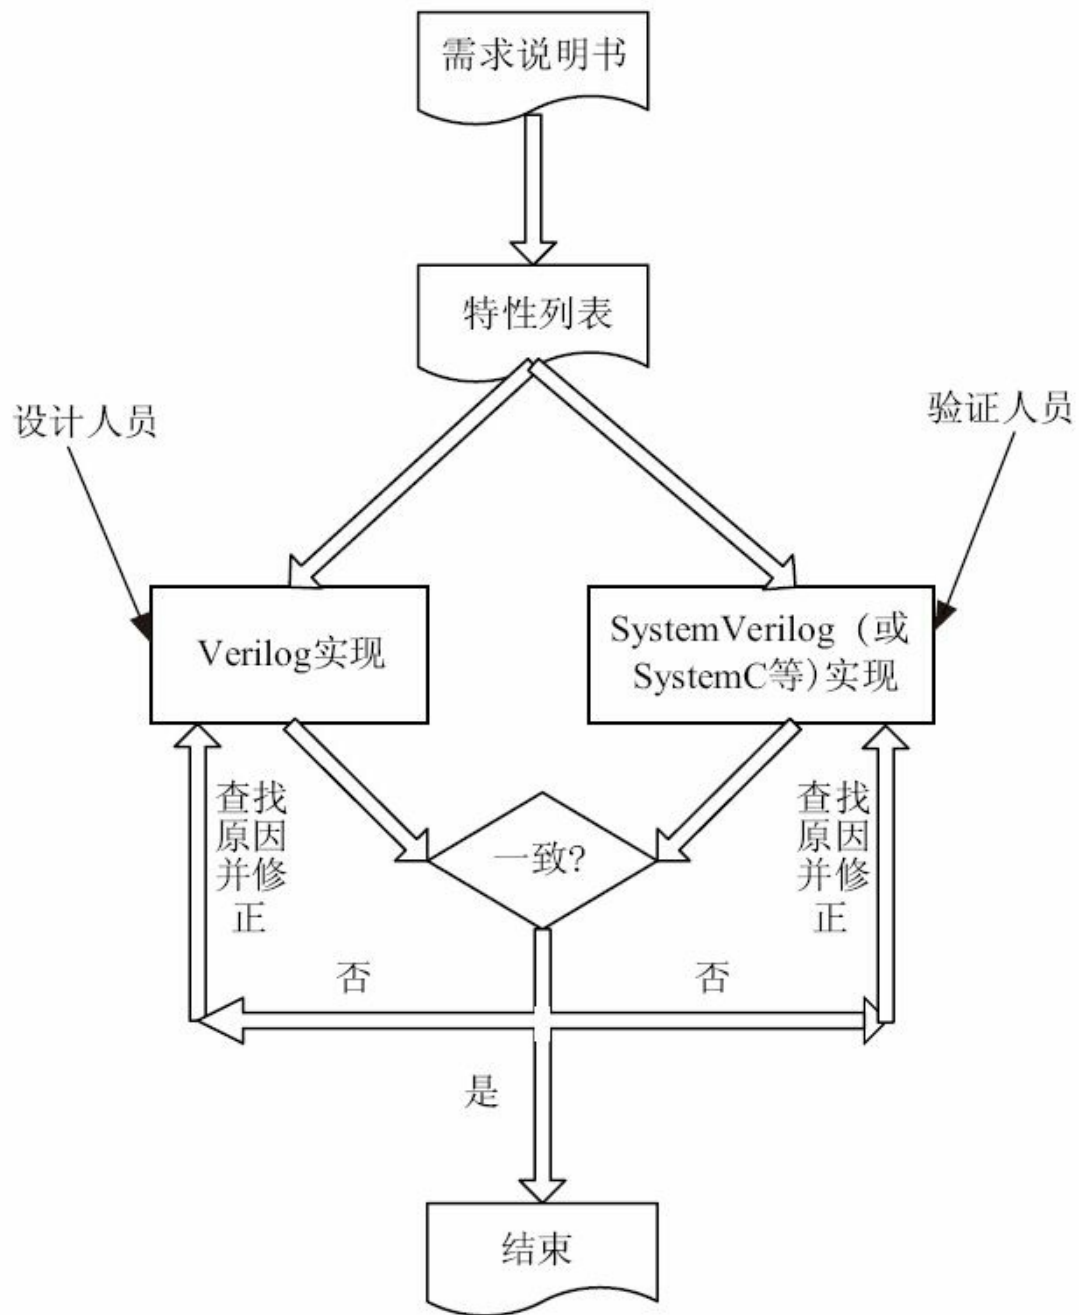 需求说明书
特性列表
设计人员
验证人员
Verilog实现
SystemVerilog（或
SystemC等)实现
查找
原因
并修
正
一致?
查找
原因
并修
正
否
否
是
结束